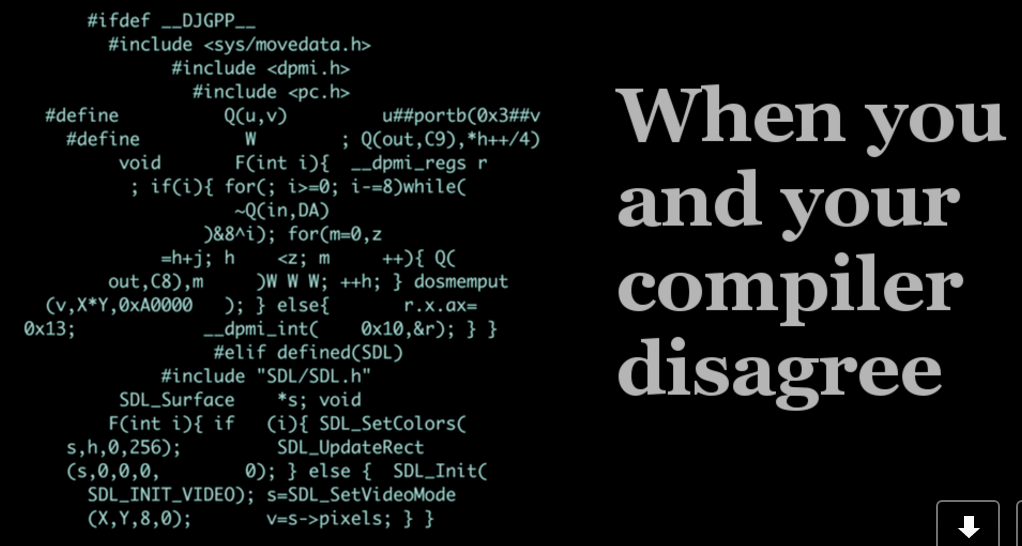 #ifdef __DJGPP__
#include <sys/movedata.h>
#include <dpmi.h>
#include <pc.h>
#define Q(u,v) u##portb(0x3##v
#define W ; Q(out,C9),*h++/4)
void F(int i){ __dpmi_regs r
; if(i){ for(; i>=0; i-=8)while(
~Q(in,DA)
)&8^i); for(m=0,z
=h+j; h <z; m ++){ Q(
out,C8),m )W W W; ++h; } dosmemput
(v,X*Y,0xA0000 ); } else{ r.x.ax=
0x13; __dpmi_int( 0x10,&r); } }
#elif defined(SDL)
#include "SDL/SDL.h"
SDL_Surface *s; void
F(int i){ if (i){ SDL_SetColors(
s,h,0,256); SDL_UpdateRect
(s,0,0,0, 0); } else { SDL_Init(
SDL_INIT_VIDEO); s=SDL_SetVideoMode
(X,Y,8,0); v=s->pixels; } }
When you
and your
compiler
disagree